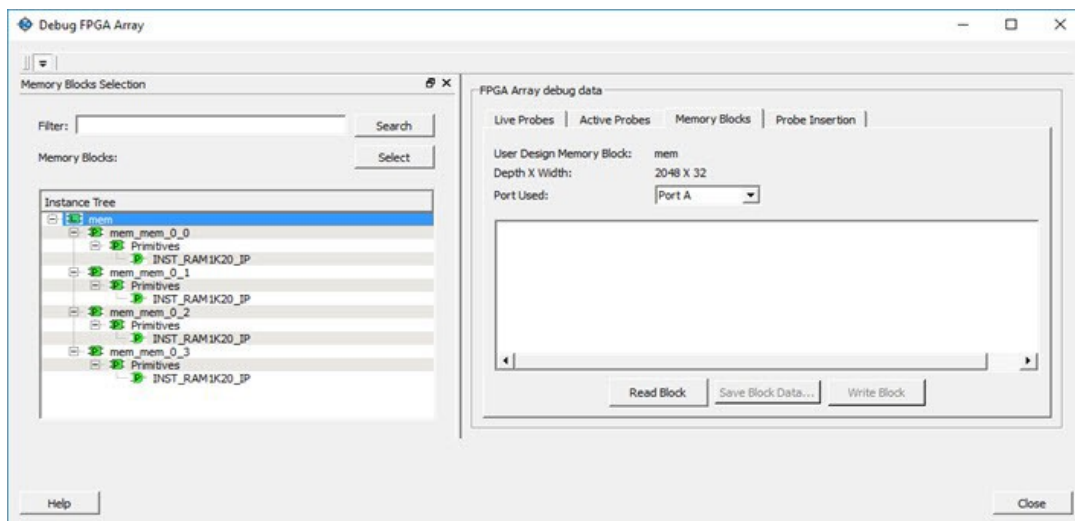 Debug FPGA Array
Memory Blocks Selection
Filter:
Search
Memory Blocks:
Select
Instance Tree
mem
mem_mem_0_0
Primitives
INST_RAM1K20_IP
mem_mem_0_1
Primitives
INST_RAM1K20_IP
mem_mem_0_2
Primitives
INST_RAM1K20_IP
mem_mem_0_3
Primitives
INST_RAM1K20_IP
FPGA Array debug data
Live Probes
Active Probes
Memory Blocks
Probe Insertion
User Design Memory Block: mem
Depth X Width: 2048 X 32
Port Used: Port A
Read Block
Save Block Data...
Write Block
Help
Close